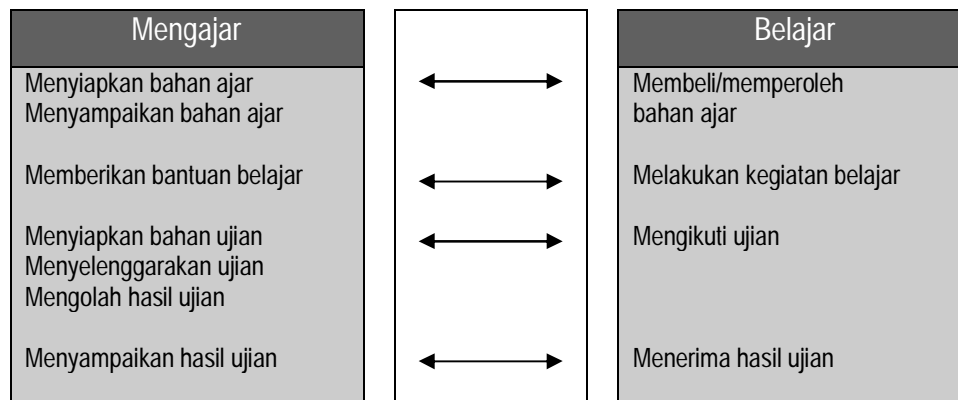 Mengajar
Menyiapkan bahan ajar
Menyampaikan bahan ajar
Memberikan bantuan belajar
Menyiapkan bahan ujian
Menyelenggarakan ujian
Mengolah hasil ujian
Menyampaikan hasil ujian
Belajar
Membeli/memperoleh
bahan ajar
Melakukan kegiatan belajar
Mengikuti ujian
Menerima hasil ujian